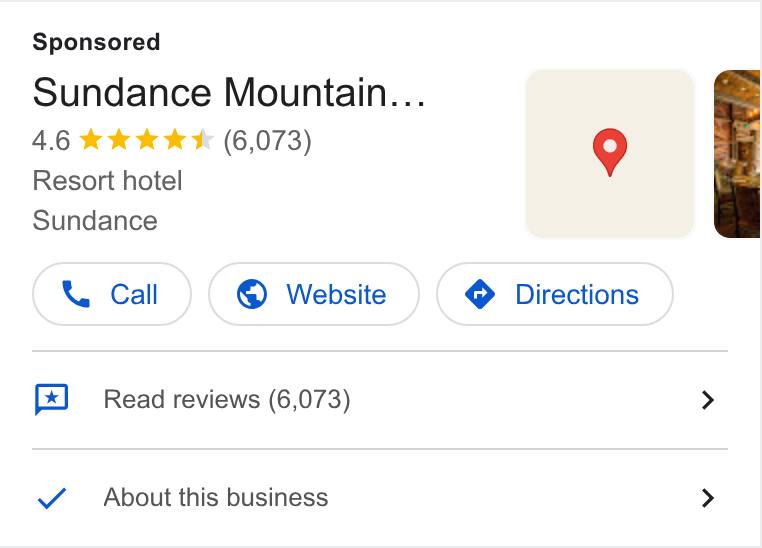 Sponsored
Sundance Mountain…
4.6 (6,073)
Resort hotel
Sundance
Call Website Directions
Read reviews (6,073)
About this business